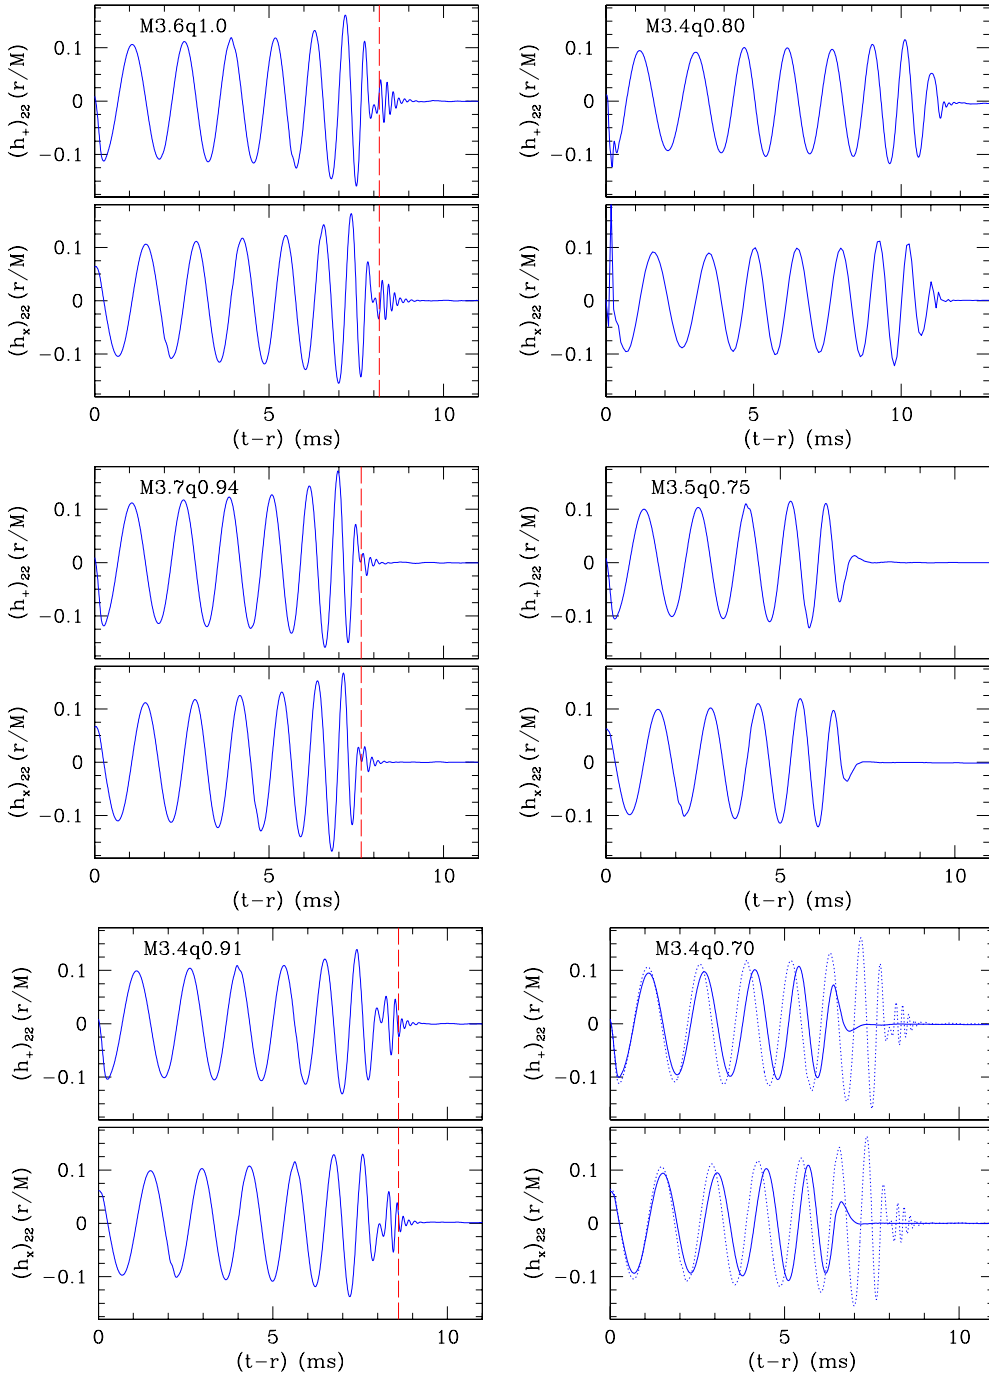 M3.6q1.0
(h₊)₂₂(r/M)
0.1
0
−0.1
(hₓ)₂₂(r/M)
0.1
0
−0.1
0 5 10
(t−r) (ms)
M3.4q0.80
(h₊)₂₂(r/M)
0.1
0
−0.1
(hₓ)₂₂(r/M)
0.1
0
−0.1
0 5 10
(t−r) (ms)
M3.7q0.94
(h₊)₂₂(r/M)
0.1
0
−0.1
(hₓ)₂₂(r/M)
0.1
0
−0.1
0 5 10
(t−r) (ms)
M3.5q0.75
(h₊)₂₂(r/M)
0.1
0
−0.1
(hₓ)₂₂(r/M)
0.1
0
−0.1
0 5 10
(t−r) (ms)
M3.4q0.91
(h₊)₂₂(r/M)
0.1
0
−0.1
(hₓ)₂₂(r/M)
0.1
0
−0.1
0 5 10
(t−r) (ms)
M3.4q0.70
(h₊)₂₂(r/M)
0.1
0
−0.1
(hₓ)₂₂(r/M)
0.1
0
−0.1
0 5 10
(t−r) (ms)